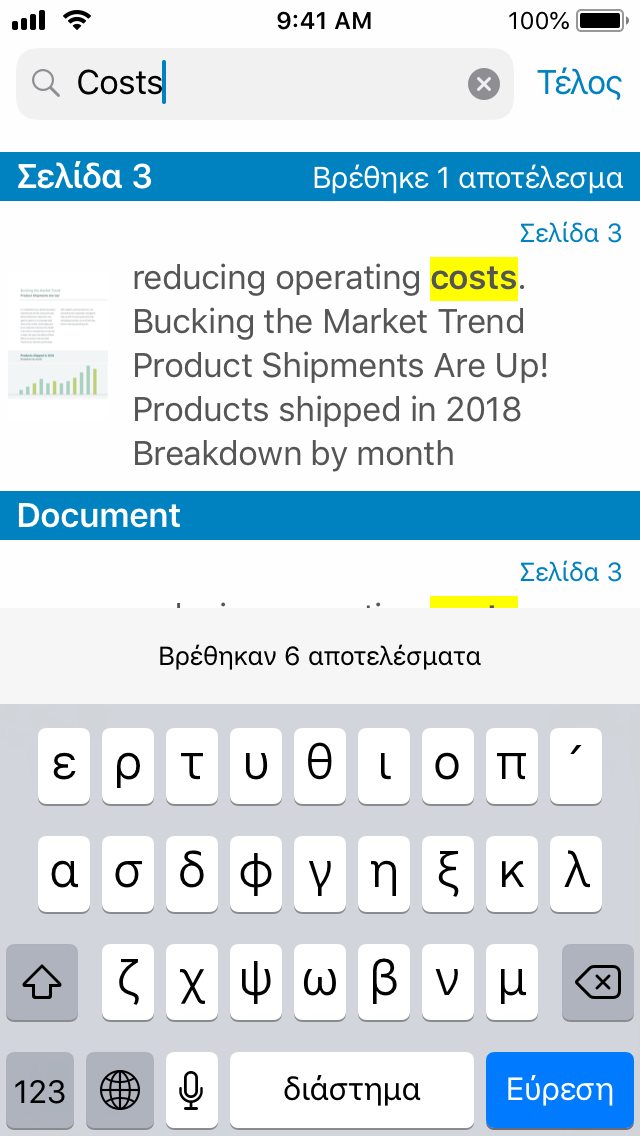 9:41 AM 100%
Costs Τέλος
Σελίδα 3 Βρέθηκε 1 αποτέλεσμα
Σελίδα 3
reducing operating costs.
Bucking the Market Trend
Product Shipments Are Up!
Products shipped in 2018
Breakdown by month
Document
Σελίδα 3
Βρέθηκαν 6 αποτελέσματα
ε ρ τ υ θ ι ο π ´
α σ δ φ γ η ξ κ λ
ζ χ ψ ω β ν μ
123 διάστημα Εύρεση